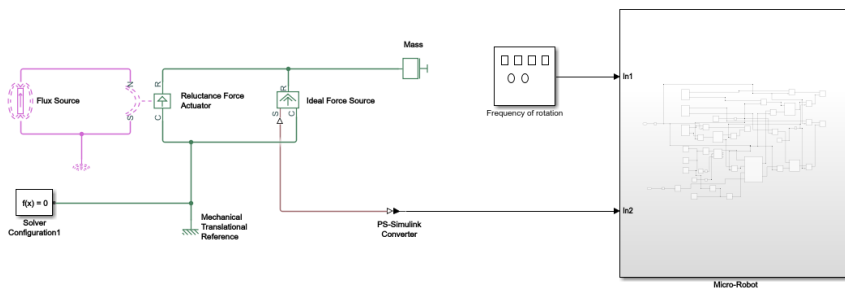 Mass
N
R
R
Flux Source
Reluctance Force
Actuator
Ideal Force Source
S
C
S
C
Frequency of rotation
In1
f(x) = 0
Solver
Configuration1
Mechanical
Translational
Reference
PS-Simulink
Converter
In2
Micro-Robot